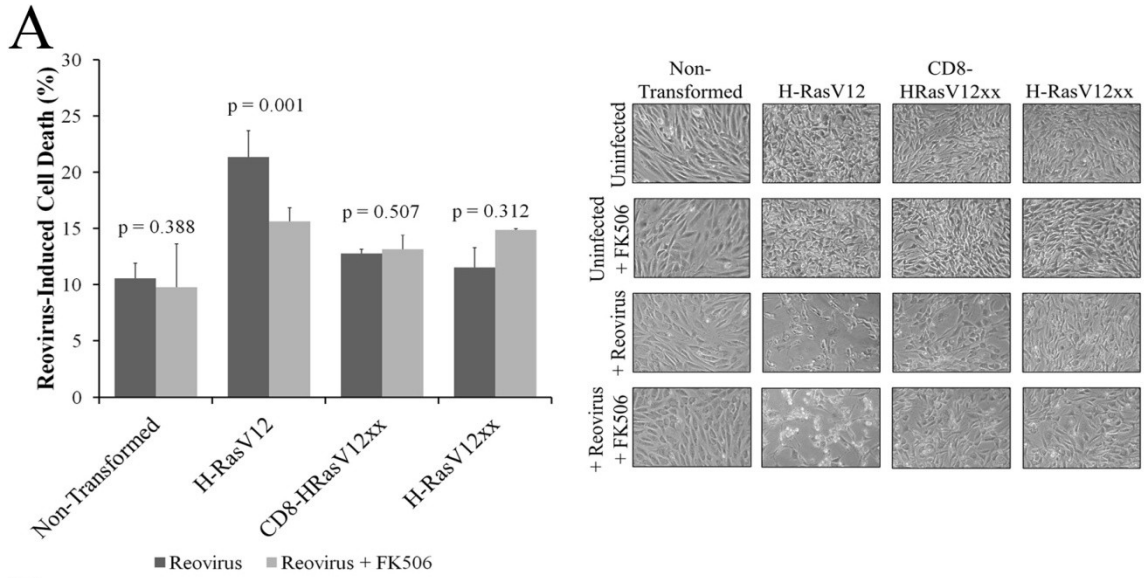 A
Reovirus-Induced Cell Death (%)
30
25
20
15
10
5
0
p = 0.388
p = 0.001
p = 0.507
p = 0.312
Non-Transformed
H-RasV12
CD8-HRasV12xx
H-RasV12xx
Reovirus
Reovirus + FK506
Non-
Transformed
H-RasV12
CD8-
HRasV12xx
H-RasV12xx
Uninfected
Uninfected
+ FK506
+ Reovirus
+ Reovirus
+ FK506